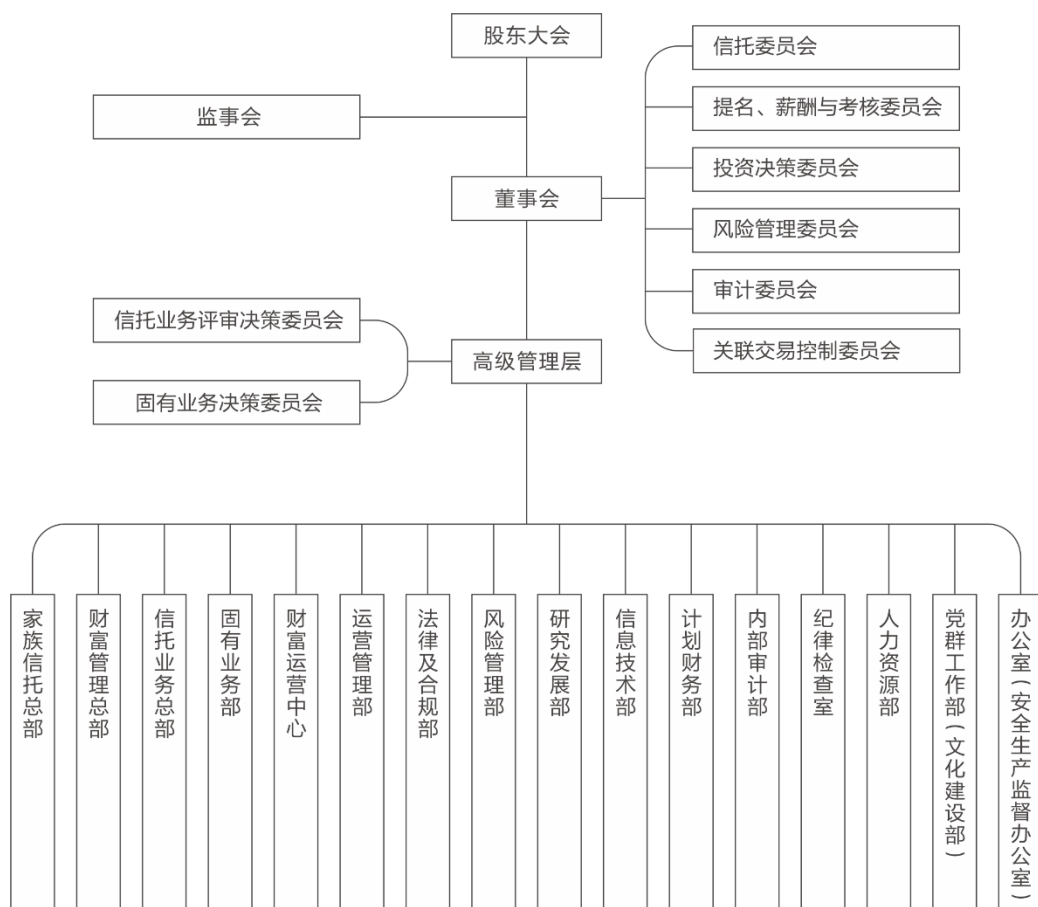 股东大会
监事会
董事会
信托委员会
提名、薪酬与考核委员会
投资决策委员会
风险管理委员会
审计委员会
关联交易控制委员会
信托业务评审决策委员会
固有业务决策委员会
高级管理层
家族信托总部
财富管理总部
信托业务总部
固有业务部
财富运营中心
运营管理部
法律及合规部
风险管理部
研究发展部
信息技术部
计划财务部
内部审计部
纪律检查室
人力资源部
党群工作部(文化建设部)
办公室(安全生产监督办公室)